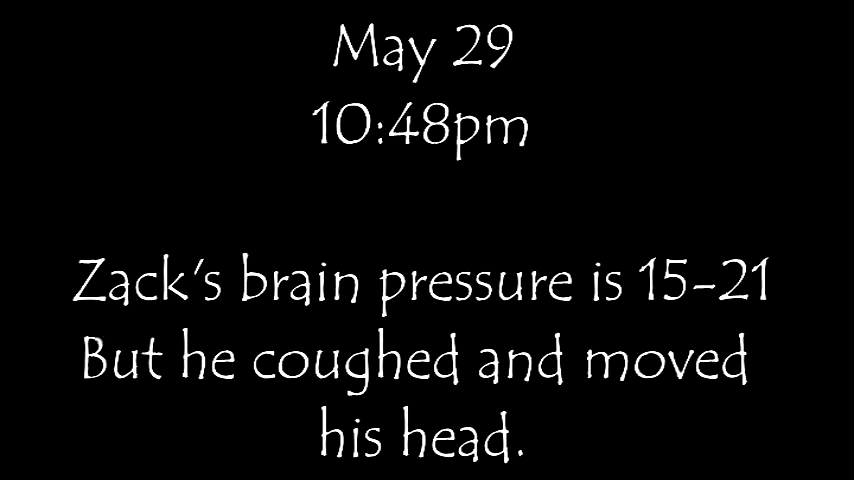 May 29
10:48pm
Zack's brain pressure is 15-21
But he coughed and moved
his head.